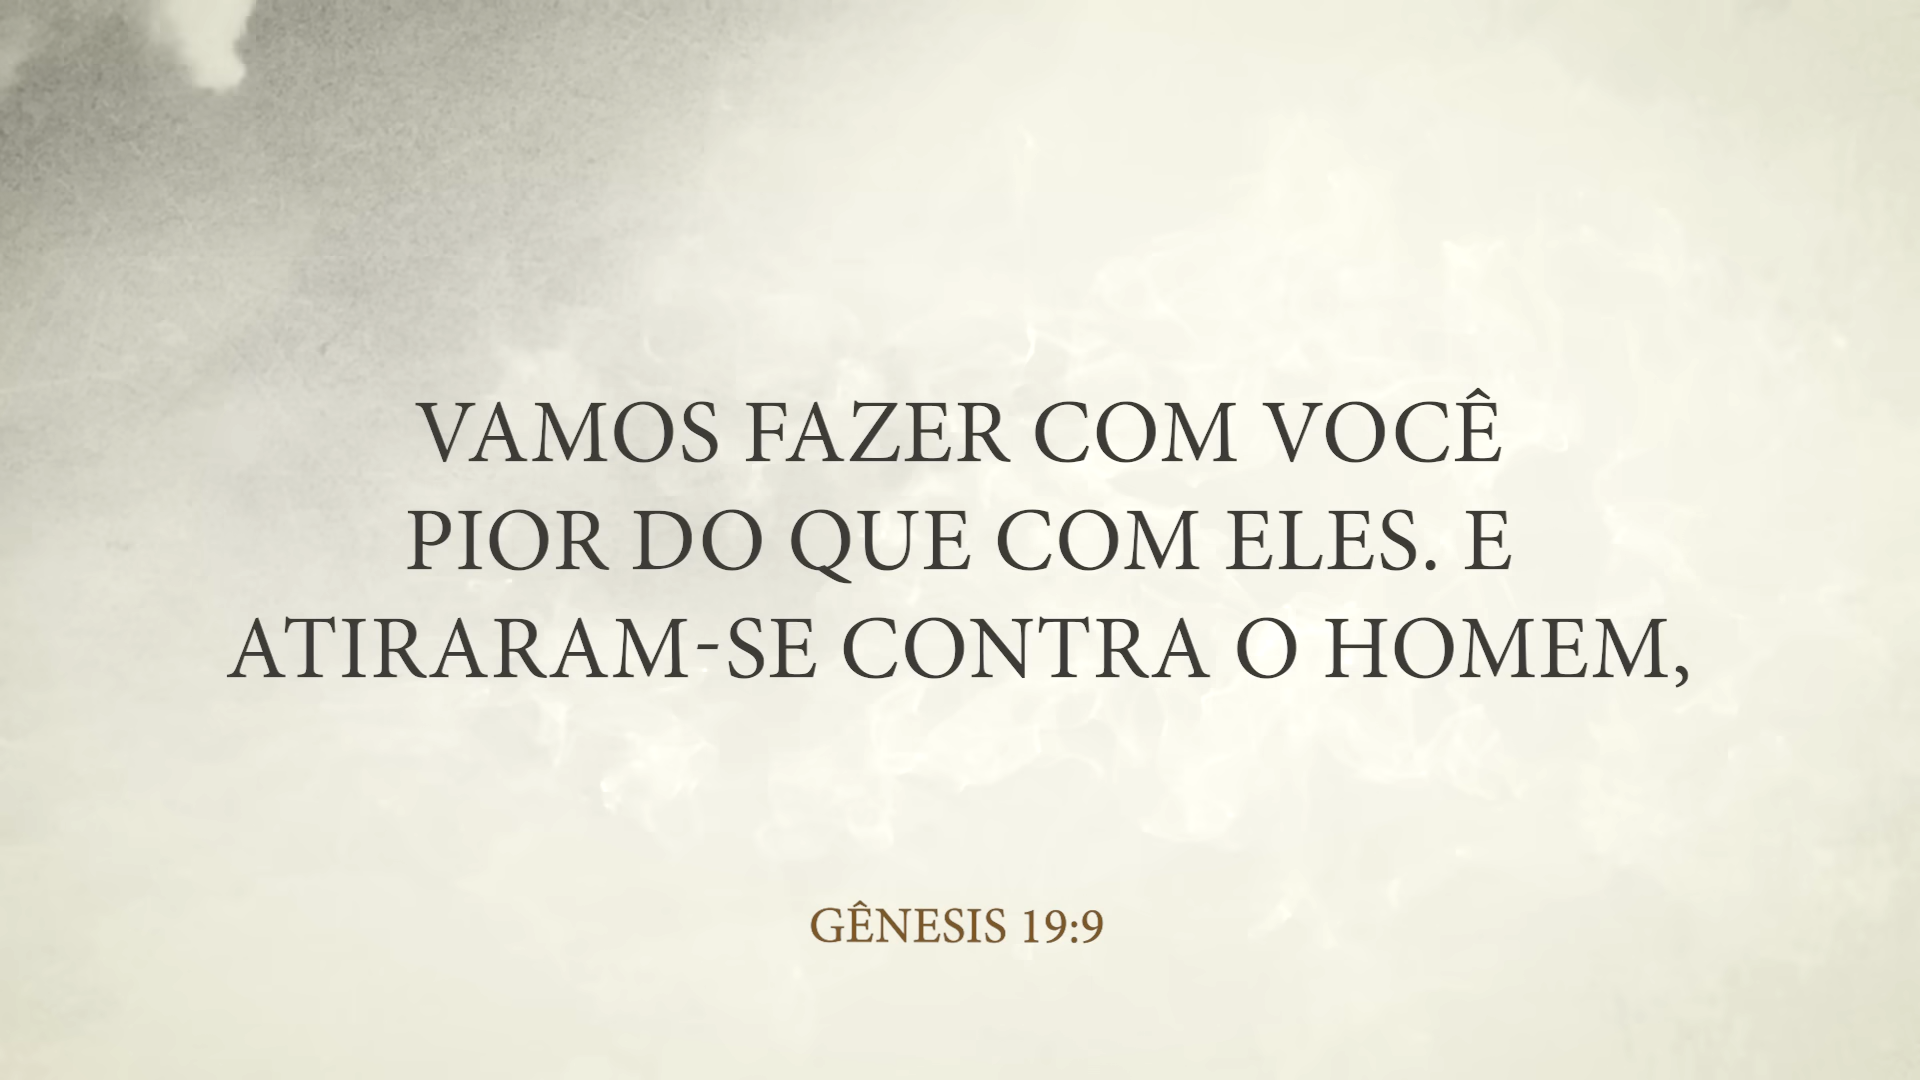 VAMOS FAZER COM VOCÊ
PIOR DO QUE COM ELES. E
ATIRARAM-SE CONTRA O HOMEM,
GÊNESIS 19:9